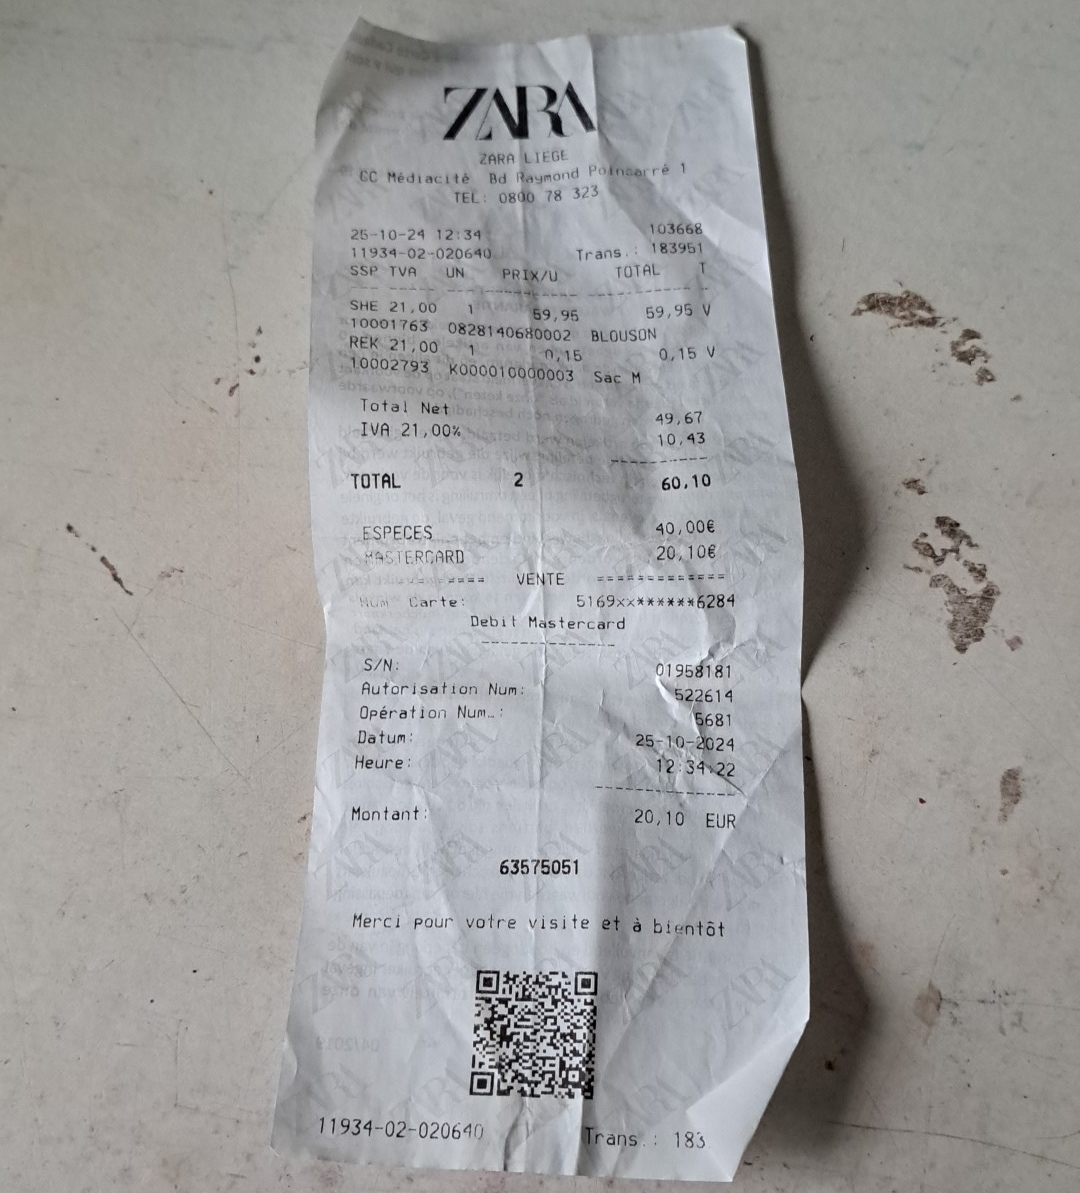 ZARA
ZARA LIEGE
CC Médiacité Bd Raymond Poincarré 1
TEL: 0800 78 323
25-10-24 12:34 103668
11934-02-020640 Trans.: 183951
SSP TVA UN PRIX/U TOTAL T
SHE 21,00 1 59,95 59,95 V
10001763 0828140680002 BLOUSON
REK 21,00 1 0,15 0,15 V
10002793 K000010000003 Sac M
Total Net 49,67
IVA 21,00% 10,43
TOTAL 2 60,10
ESPECES 40,00€
MASTERCARD 20,10€
============ VENTE =============
Num Carte: 5169xx******6284
Debit Mastercard
S/N: 01958181
Autorisation Num: 522614
Opération Num…: 5681
Datum: 25-10-2024
Heure: 12:34:22
Montant: 20,10 EUR
63575051
Merci pour votre visite et à bientôt
11934-02-020640 Trans.: 183